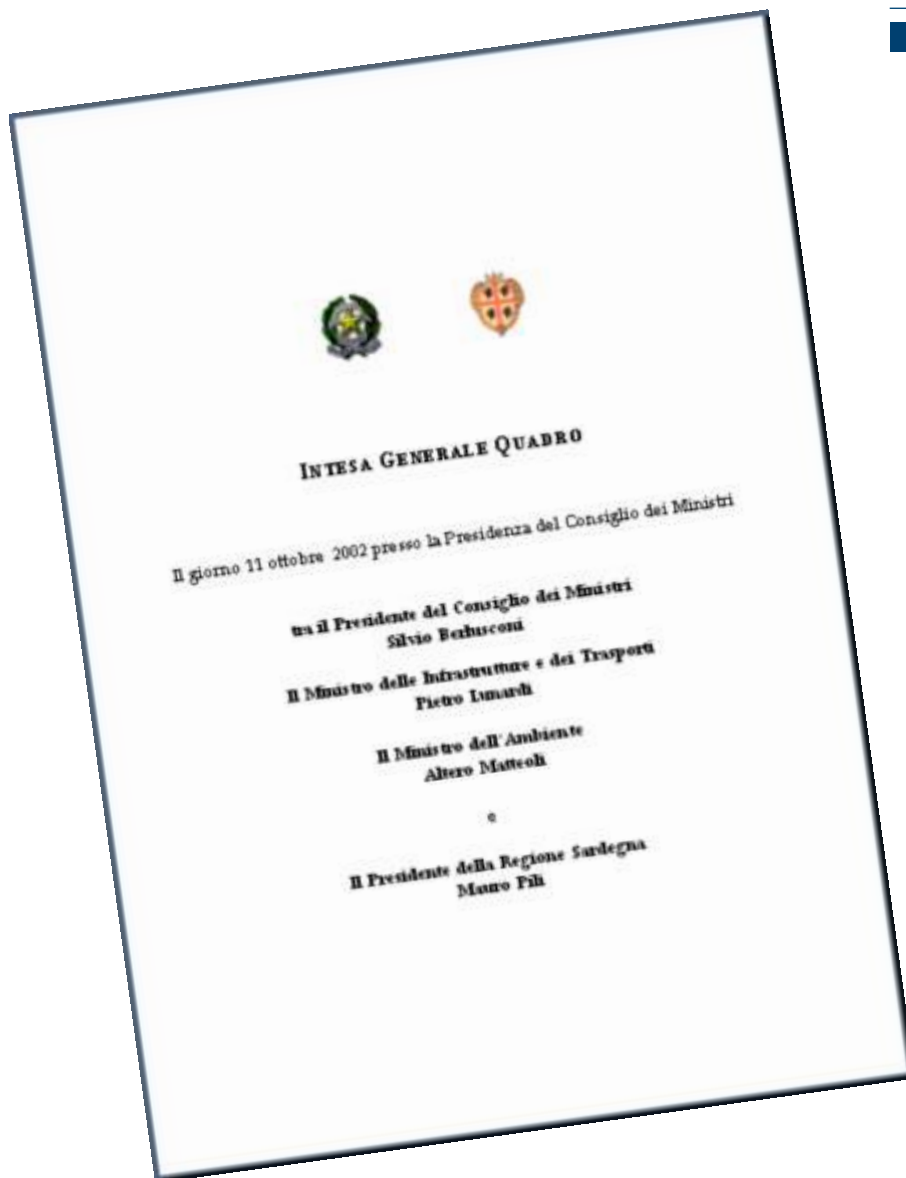 INTESA GENERALE QUADRO
Il giorno 11 ottobre 2002 presso la Presidenza del Consiglio dei Ministri
tra il Presidente del Consiglio dei Ministri
Silvio Berlusconi
Il Ministro delle Infrastrutture e dei Trasporti
Pietro Lunardi
Il Ministro dell'Ambiente
Altero Matteoli
e
Il Presidente della Regione Sardegna
Mauro Pili